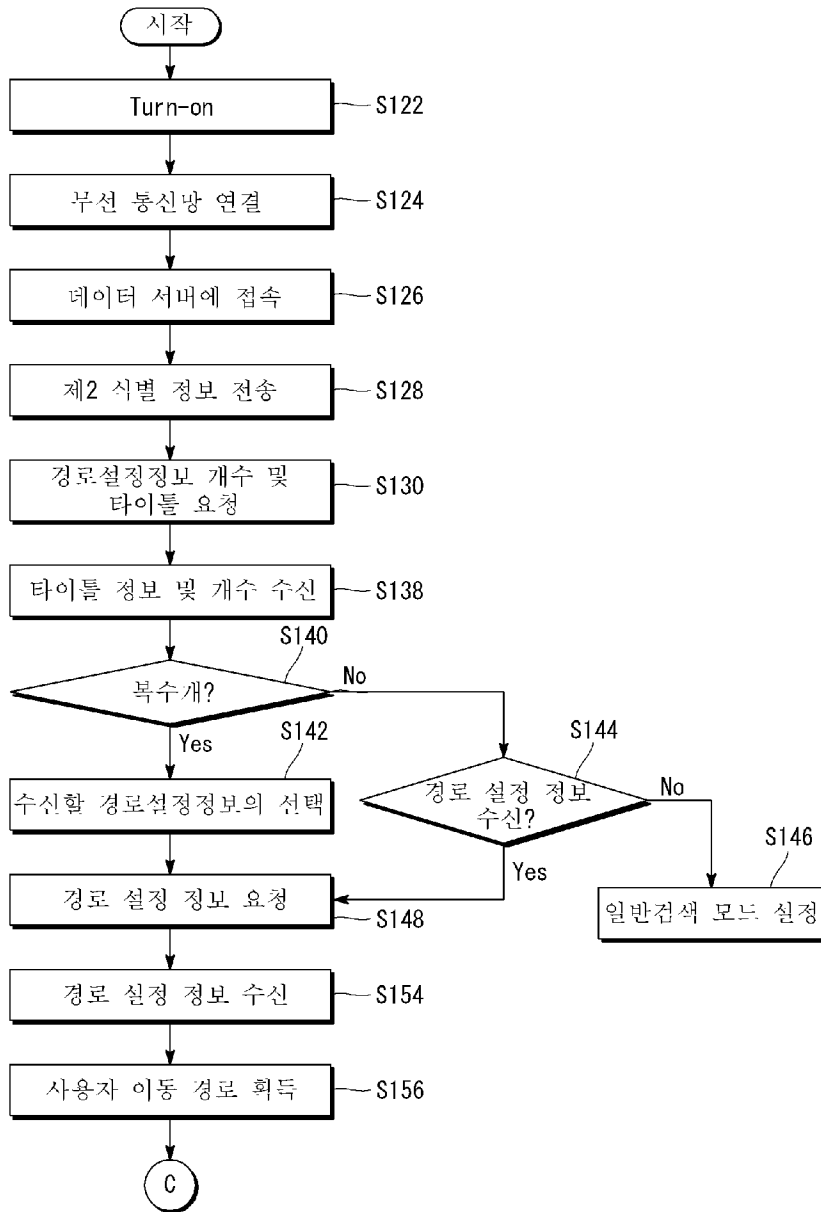 시작
Turn-on
S122
무선 통신망 연결
S124
데이터 서버에 접속
S126
제2 식별 정보 전송
S128
경로설정정보 개수 및
타이틀 요청
S130
타이틀 정보 및 개수 수신
S138
S140
복수개?
No
Yes
S142
수신할 경로설정정보의 선택
S144
경로 설정 정보
수신?
No
Yes
S146
일반검색 모드 설정
경로 설정 정보 요청
S148
경로 설정 정보 수신
S154
사용자 이동 경로 획득
S156
C